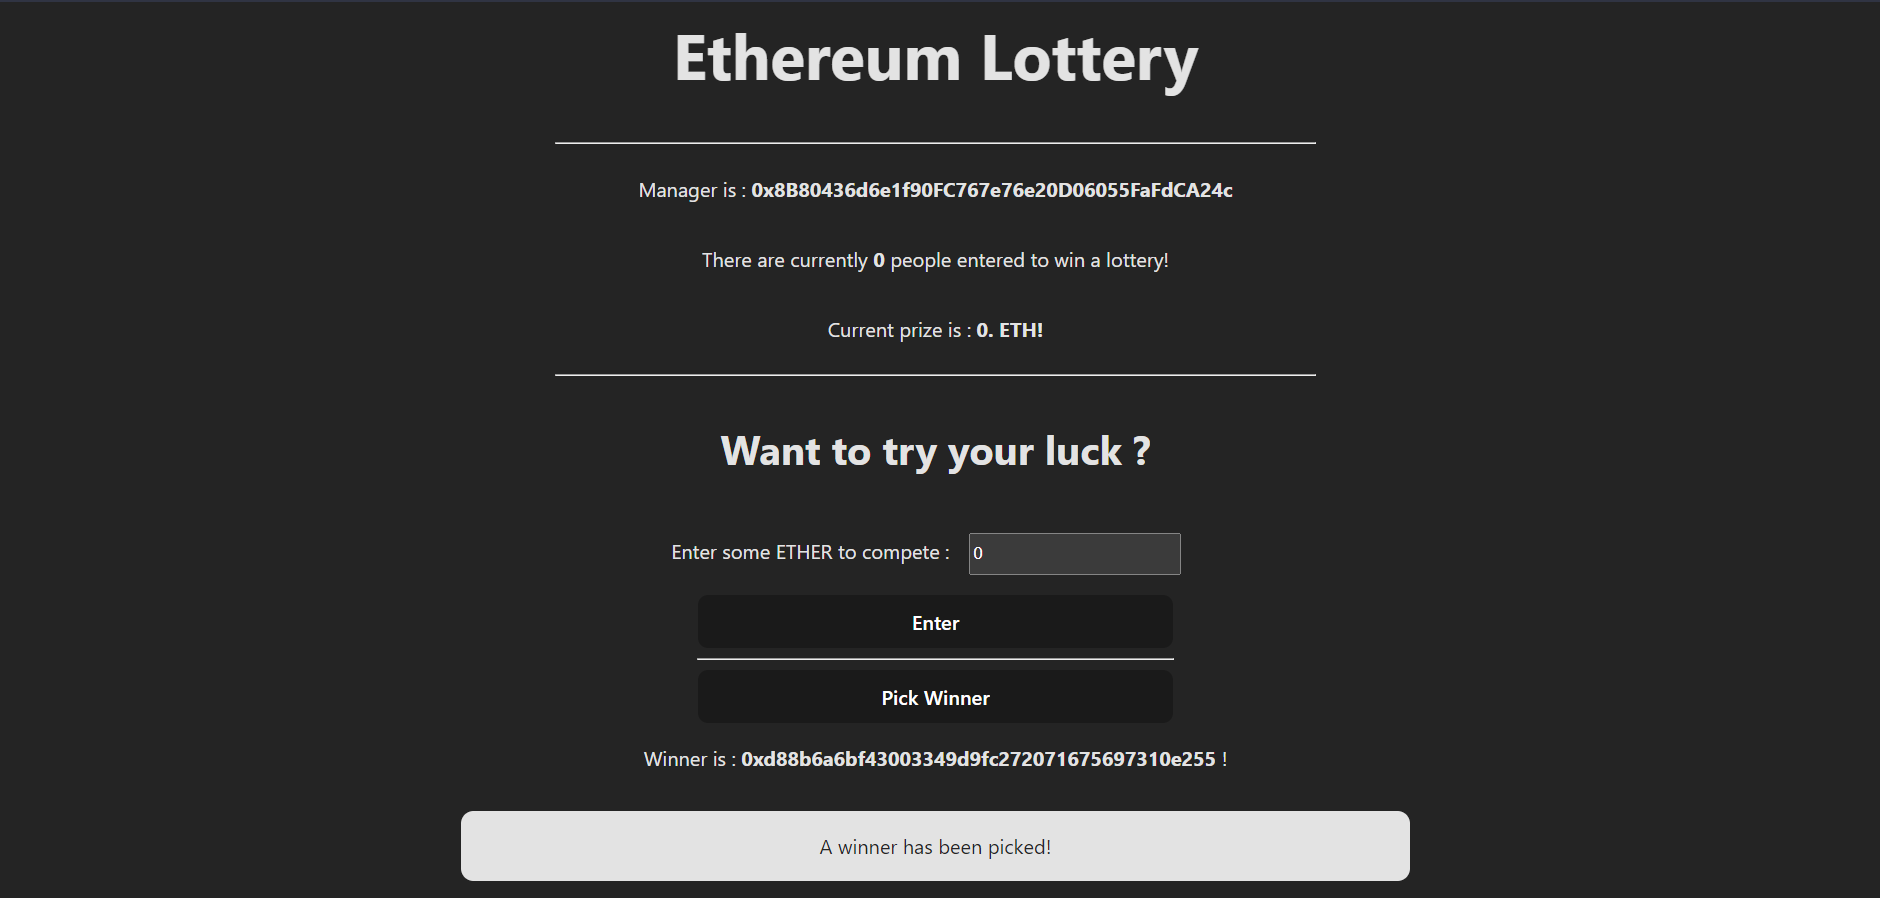 Ethereum Lottery
Manager is : 0x8B80436d6e1f90FC767e76e20D06055FaFdCA24c
There are currently 0 people entered to win a lottery!
Current prize is : 0. ETH!
Want to try your luck ?
Enter some ETHER to compete : 0
Enter
Pick Winner
Winner is : 0xd88b6a6bf43003349d9fc272071675697310e255 !
A winner has been picked!